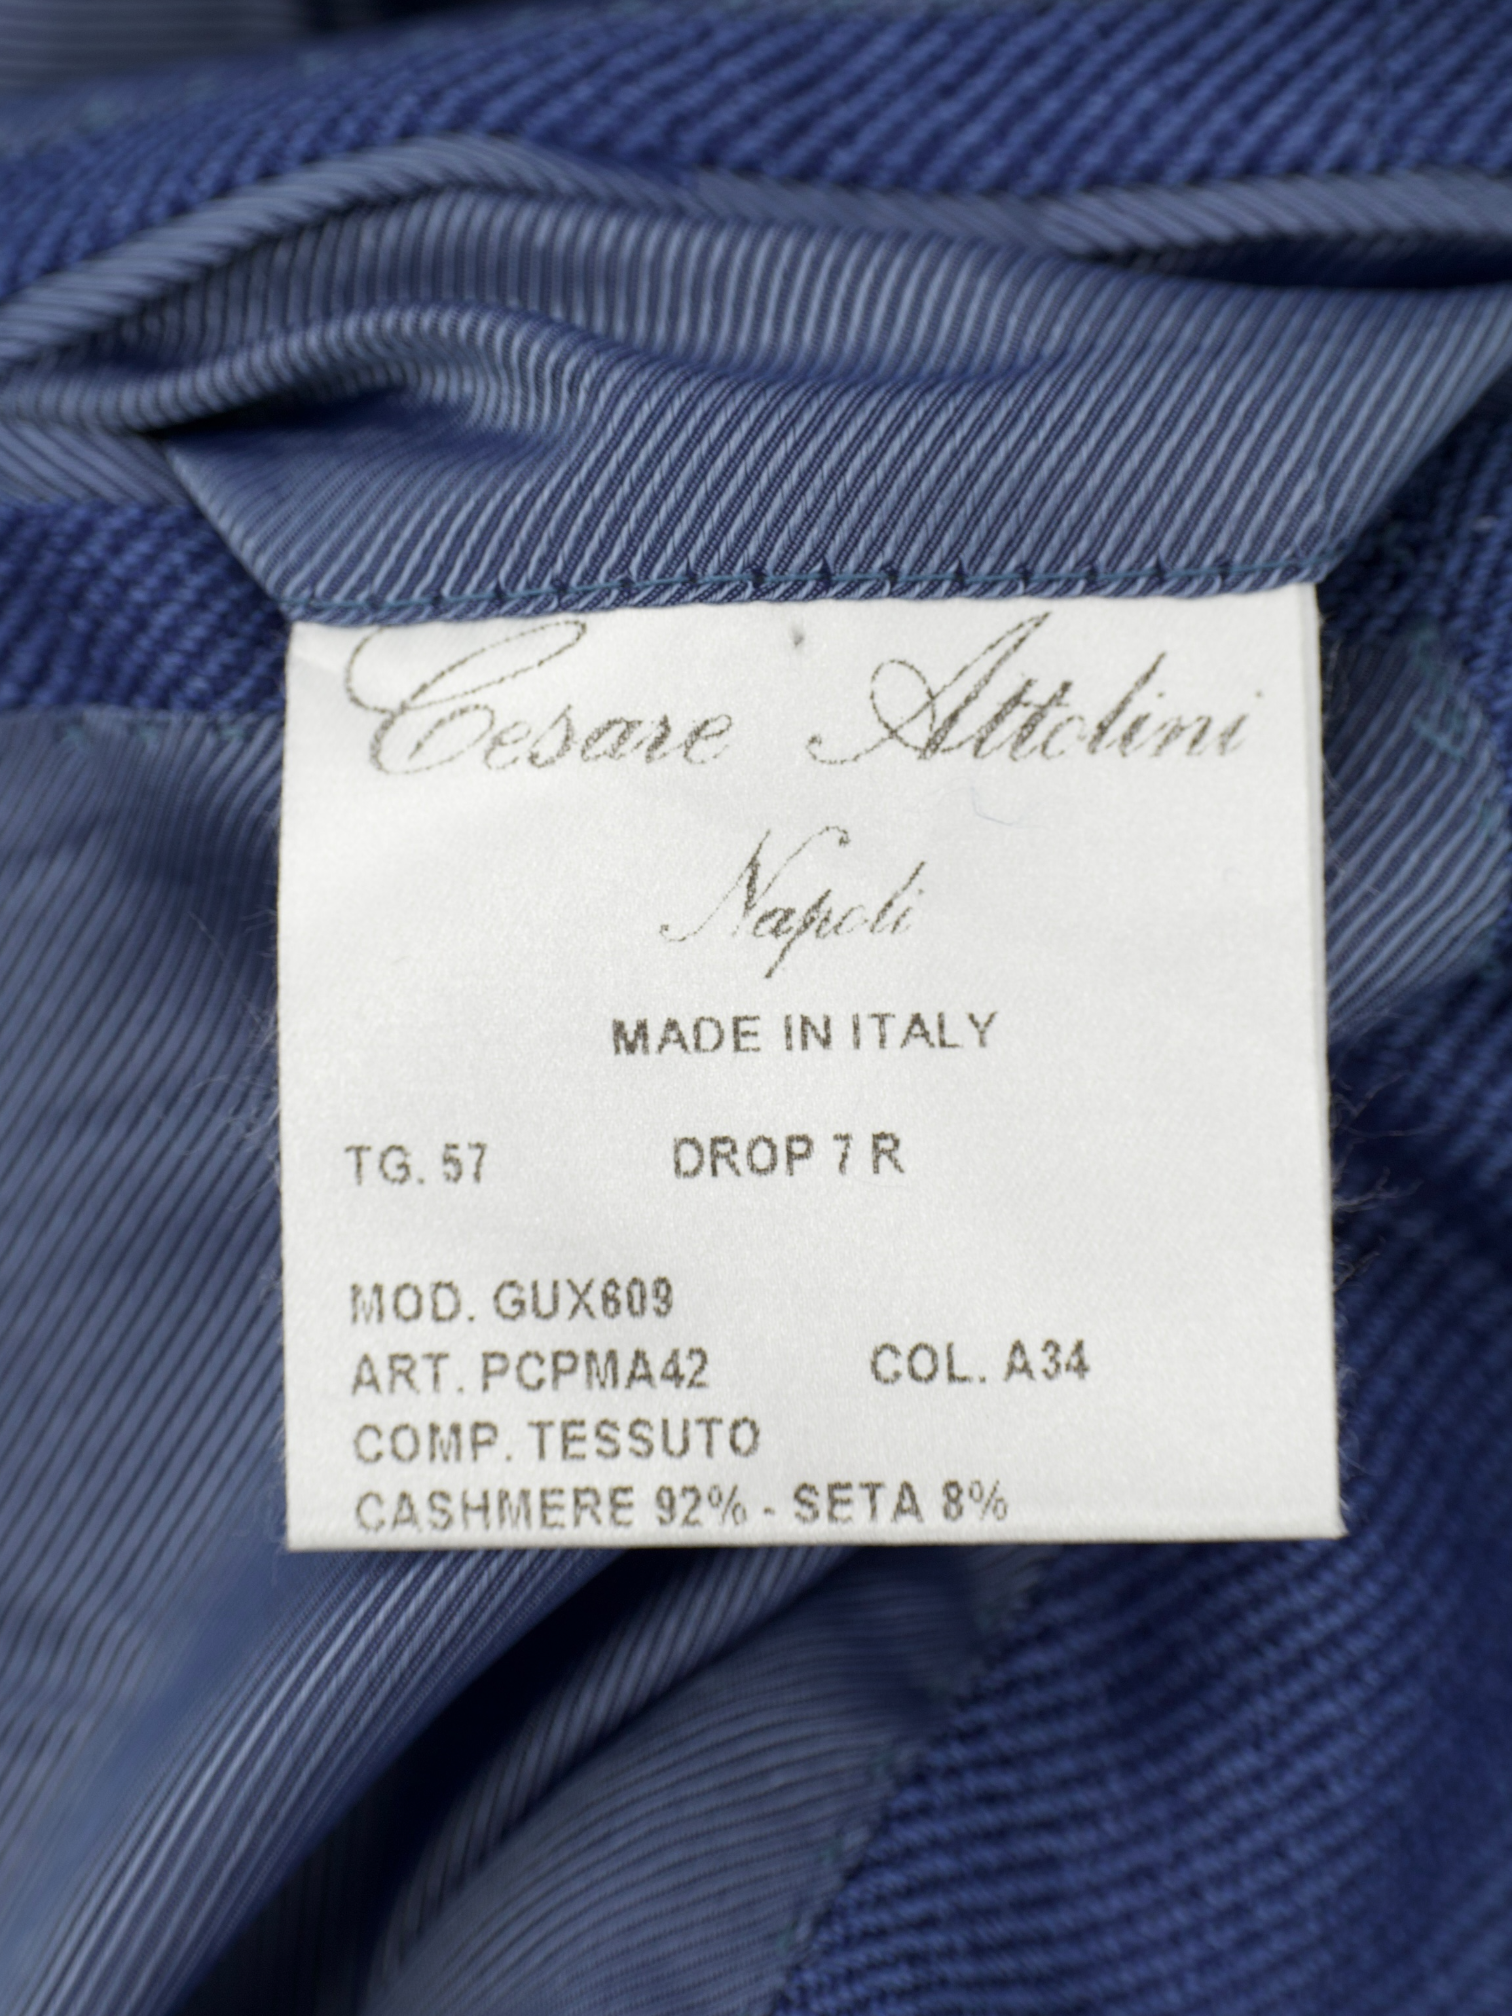 Cesare Attolini
Napoli
MADE IN ITALY
TG. 57 DROP 7 R
MOD. GUX609
ART. PCPMA42 COL. A34
COMP. TESSUTO
CASHMERE 92% - SETA 8%